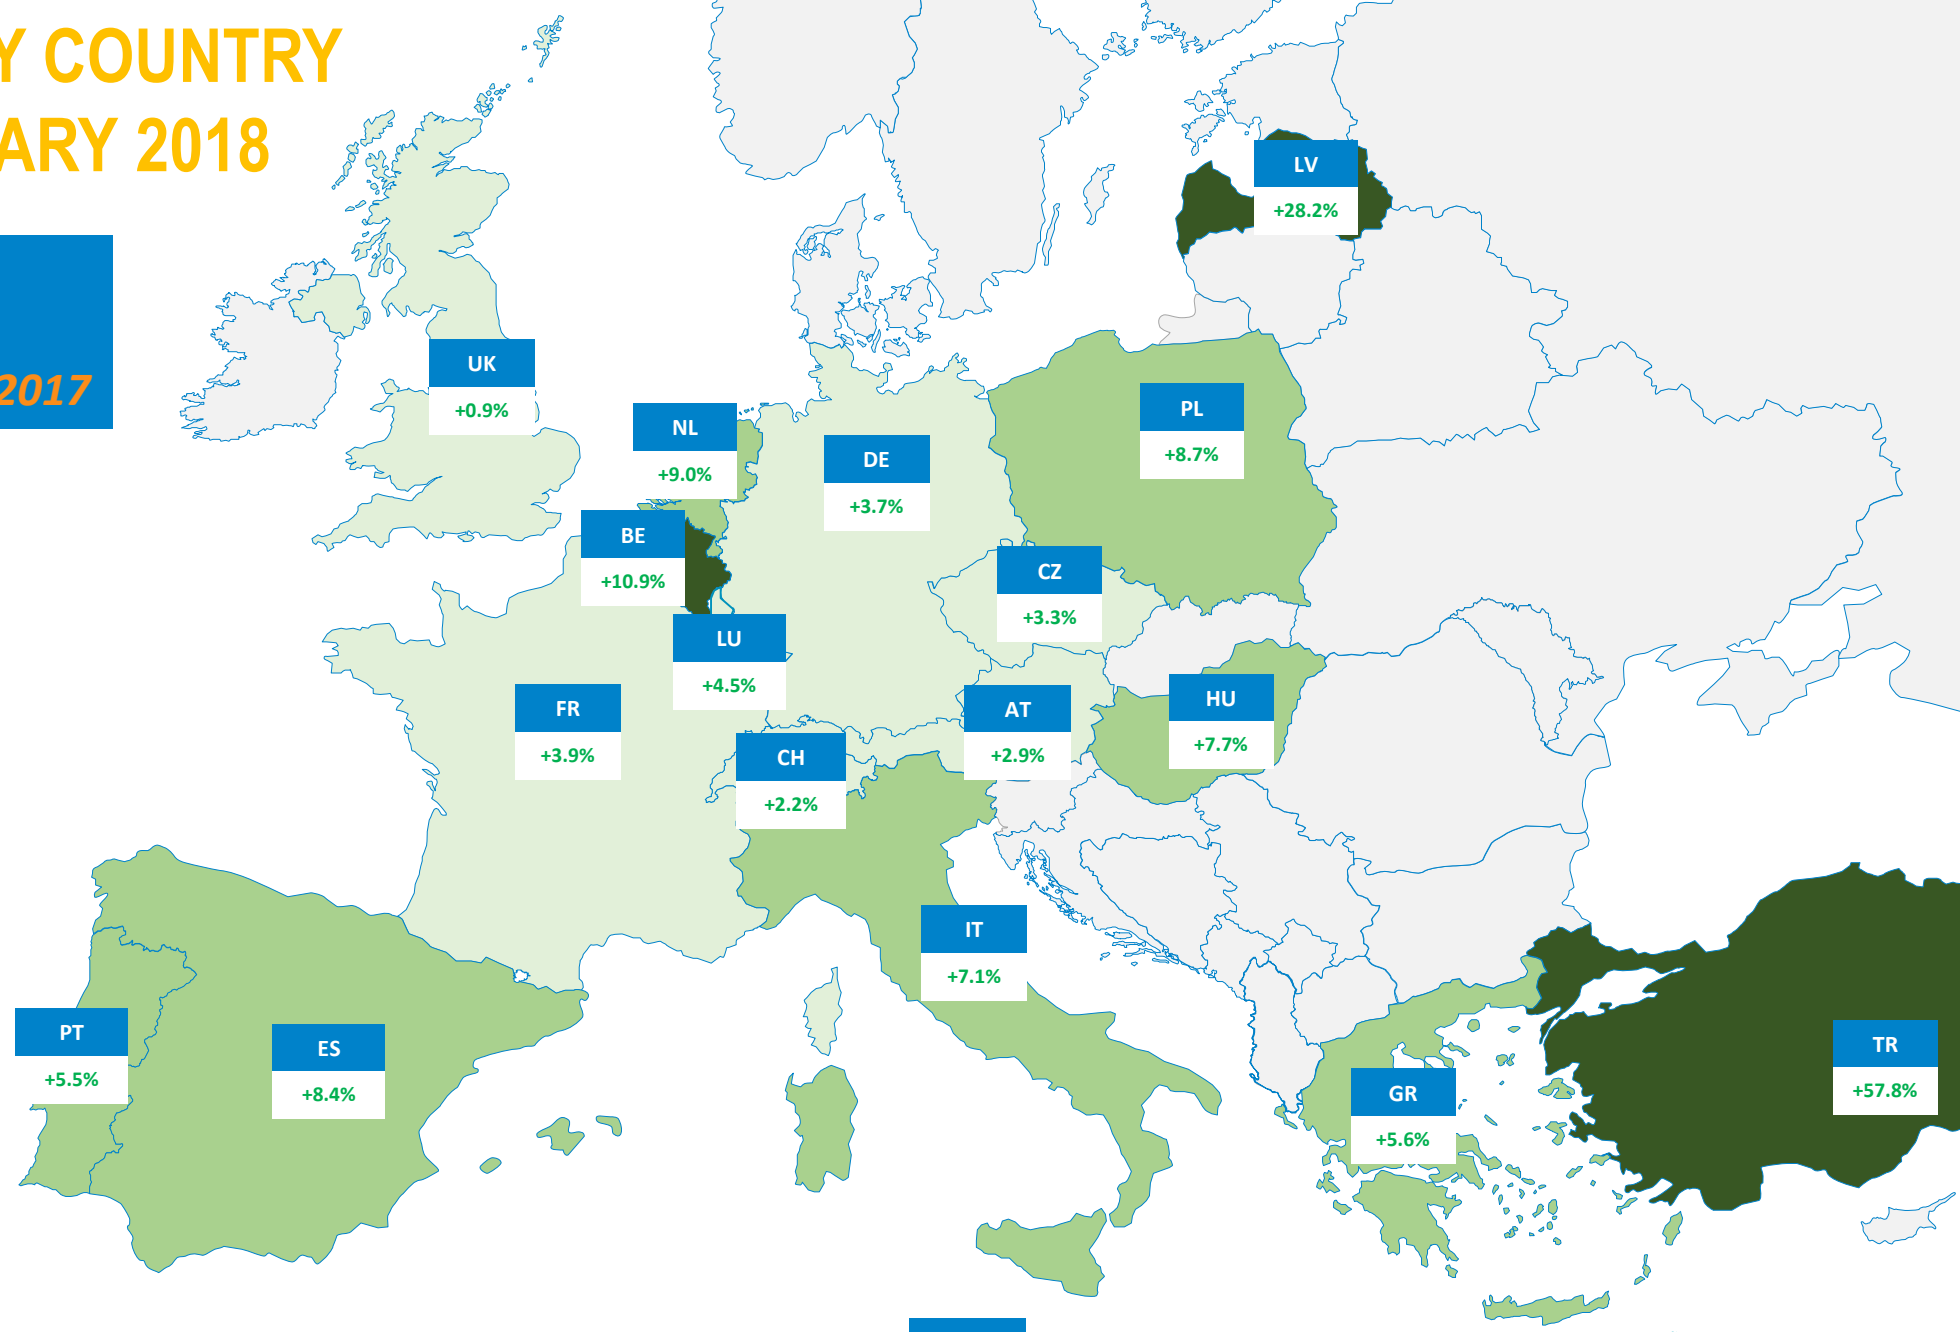 Y COUNTRY
ARY 2018
2017
LV
+28.2%
UK
+0.9%
PL
+8.7%
NL
+9.0%
DE
+3.7%
BE
+10.9%
CZ
+3.3%
LU
+4.5%
HU
+7.7%
FR
+3.9%
AT
+2.9%
CH
+2.2%
IT
+7.1%
PT
+5.5%
ES
+8.4%
TR
+57.8%
GR
+5.6%